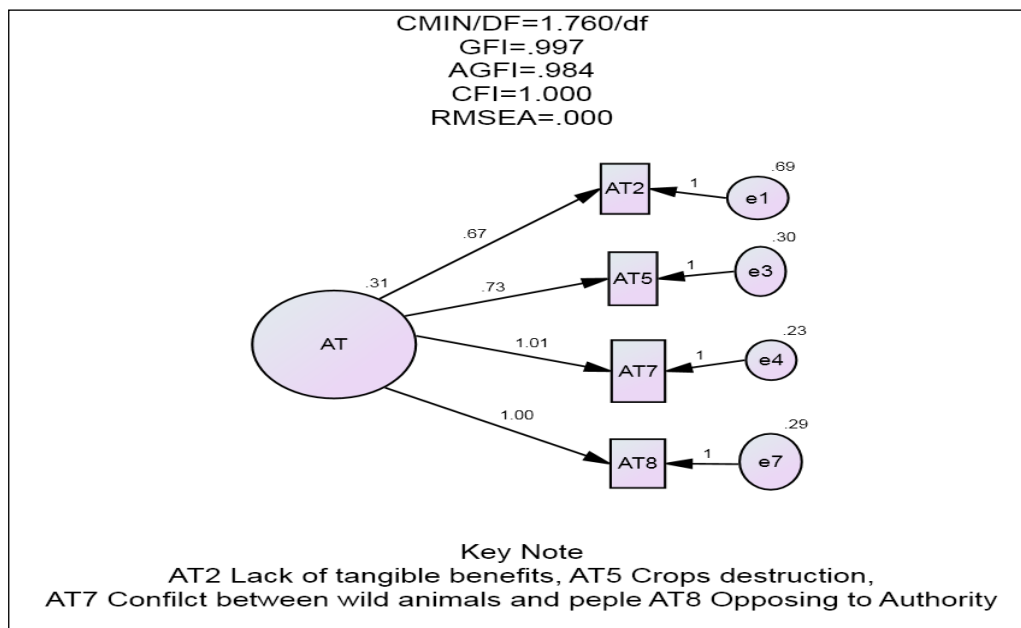 CMIN/DF=1.760/df
GFI=.997
AGFI=.984
CFI=1.000
RMSEA=.000
.69
AT2
1
e1
.67
.30
.31
AT5
1
e3
.73
AT
.23
1.01
AT7
1
e4
1.00
.29
AT8
1
e7
Key Note
AT2 Lack of tangible benefits, AT5 Crops destruction,
AT7 Confilct between wild animals and peple AT8 Opposing to Authority